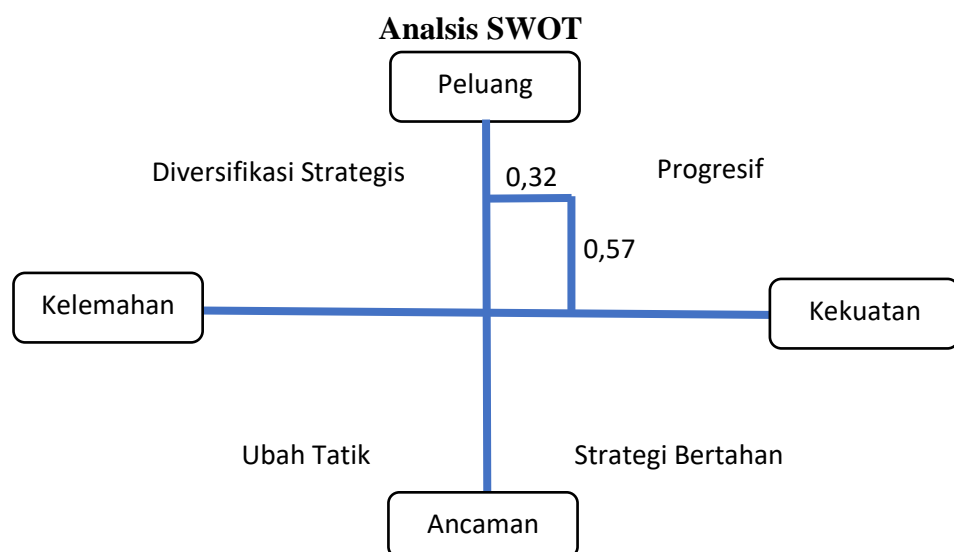 Analsis SWOT
Peluang
Diversifikasi Strategis
Progresif
0,32
0,57
Kelemahan
Kekuatan
Ubah Tatik
Strategi Bertahan
Ancaman